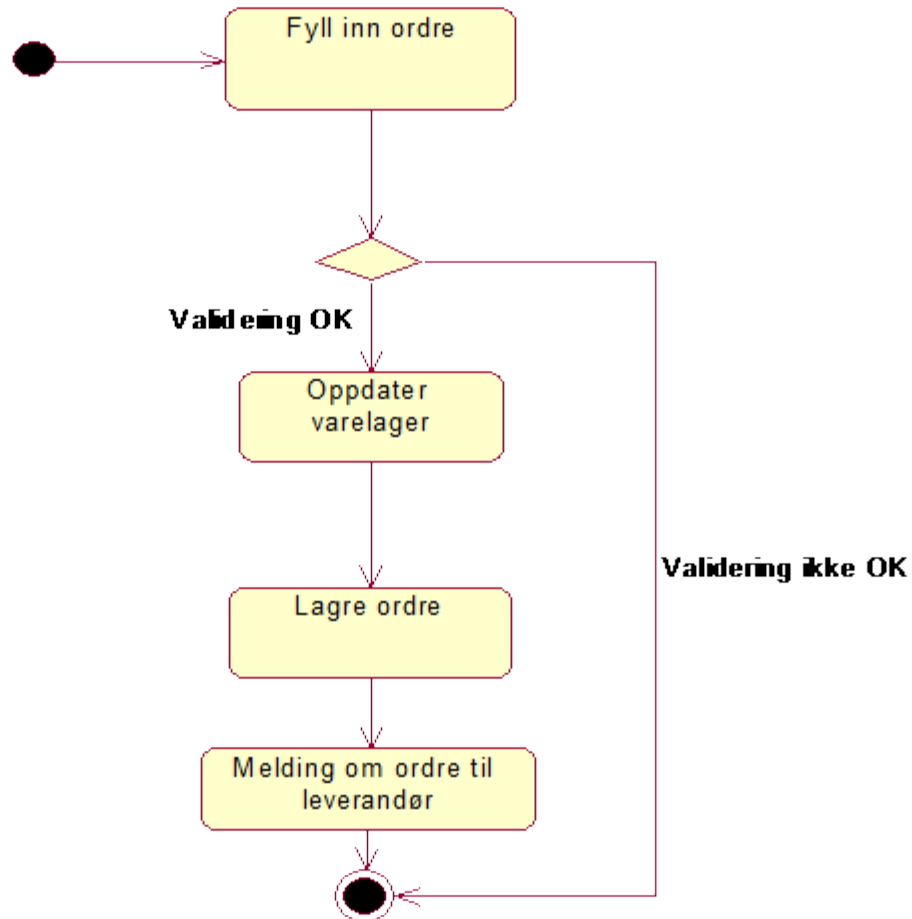 Fyll inn ordre
Validering OK
Oppdater
varelager
Validering ikke OK
Lagre ordre
Melding om ordre til
leverandør